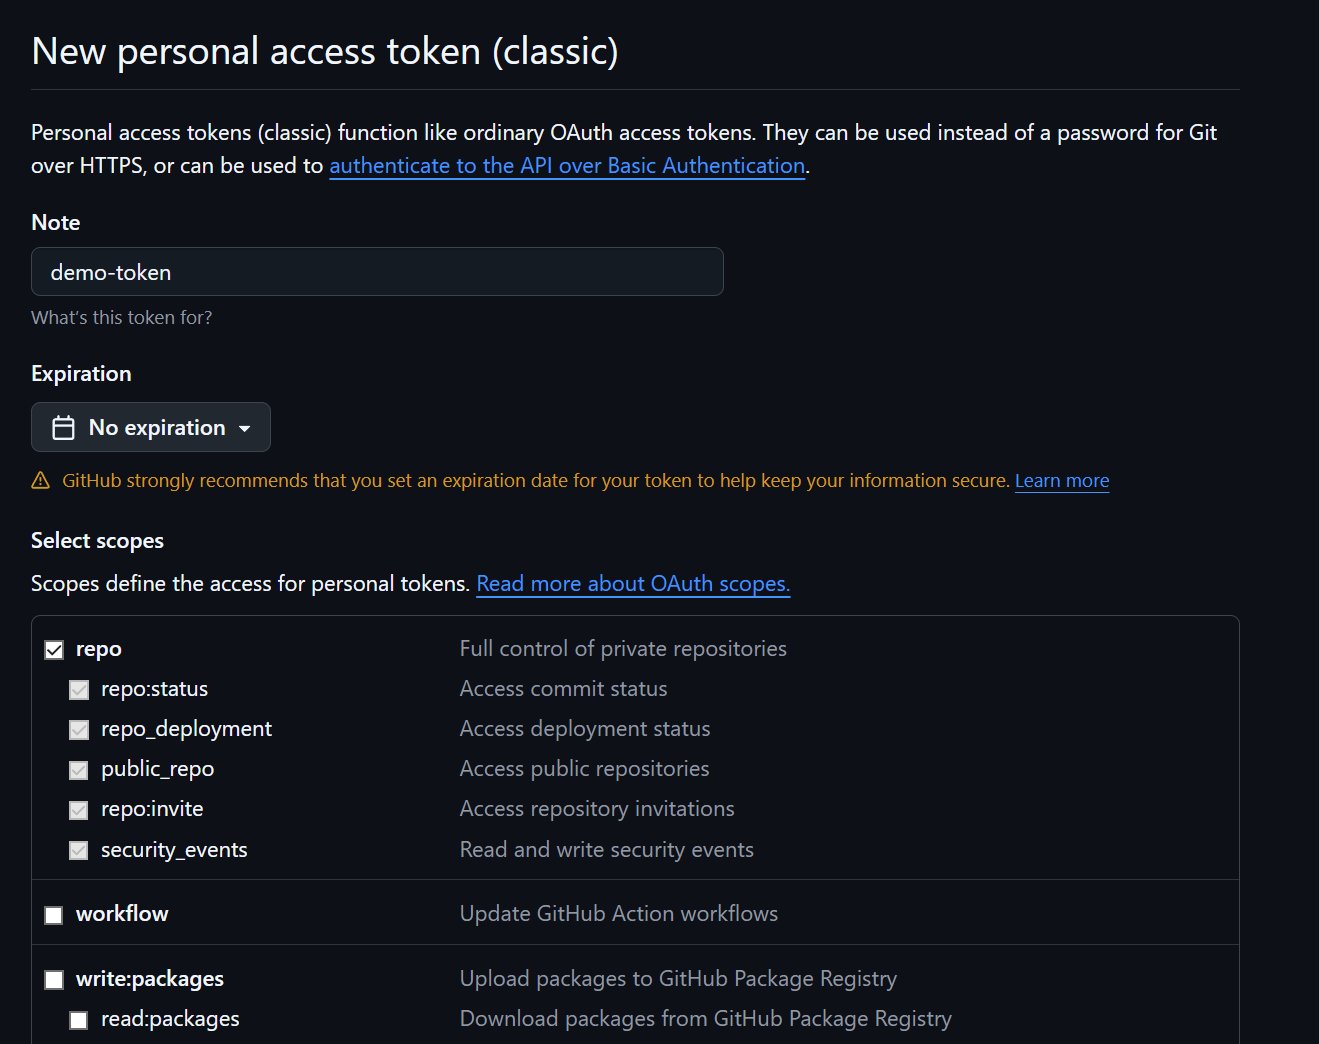 New personal access token (classic)
Personal access tokens (classic) function like ordinary OAuth access tokens. They can be used instead of a password for Git
over HTTPS, or can be used to authenticate to the API over Basic Authentication.
Note
demo-token
What's this token for?
Expiration
No expiration
GitHub strongly recommends that you set an expiration date for your token to help keep your information secure. Learn more
Select scopes
Scopes define the access for personal tokens. Read more about OAuth scopes.
repo Full control of private repositories
repo:status Access commit status
repo_deployment Access deployment status
public_repo Access public repositories
repo:invite Access repository invitations
security_events Read and write security events
workflow Update GitHub Action workflows
write:packages Upload packages to GitHub Package Registry
read:packages Download packages from GitHub Package Registry